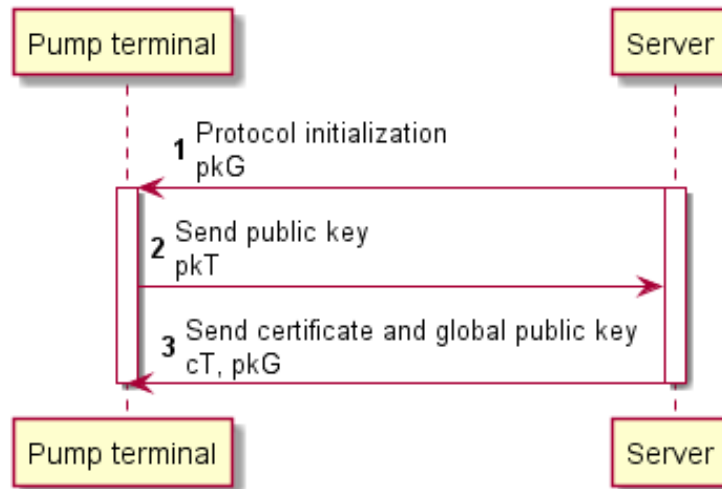 Pump terminal
Server
1 Protocol initialization
pkG
2 Send public key
pkT
3 Send certificate and global public key
cT, pkG
Pump terminal
Server